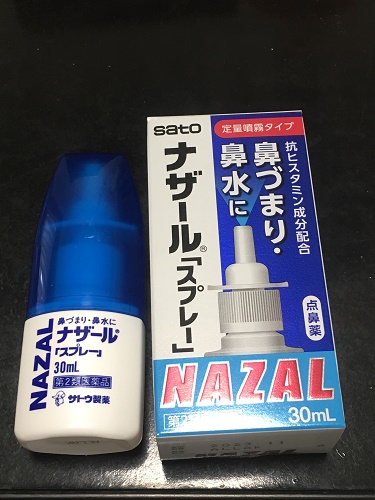 NAZAL
鼻づまり・鼻水に
ナザール®
「スプレー」
30mL
第2類医薬品
サトウ製薬
sato
定量噴霧タイプ
ナザール®「スプレー」
抗ヒスタミン成分配合
鼻づまり・
鼻水に
点鼻薬
NAZAL
第2
30mL